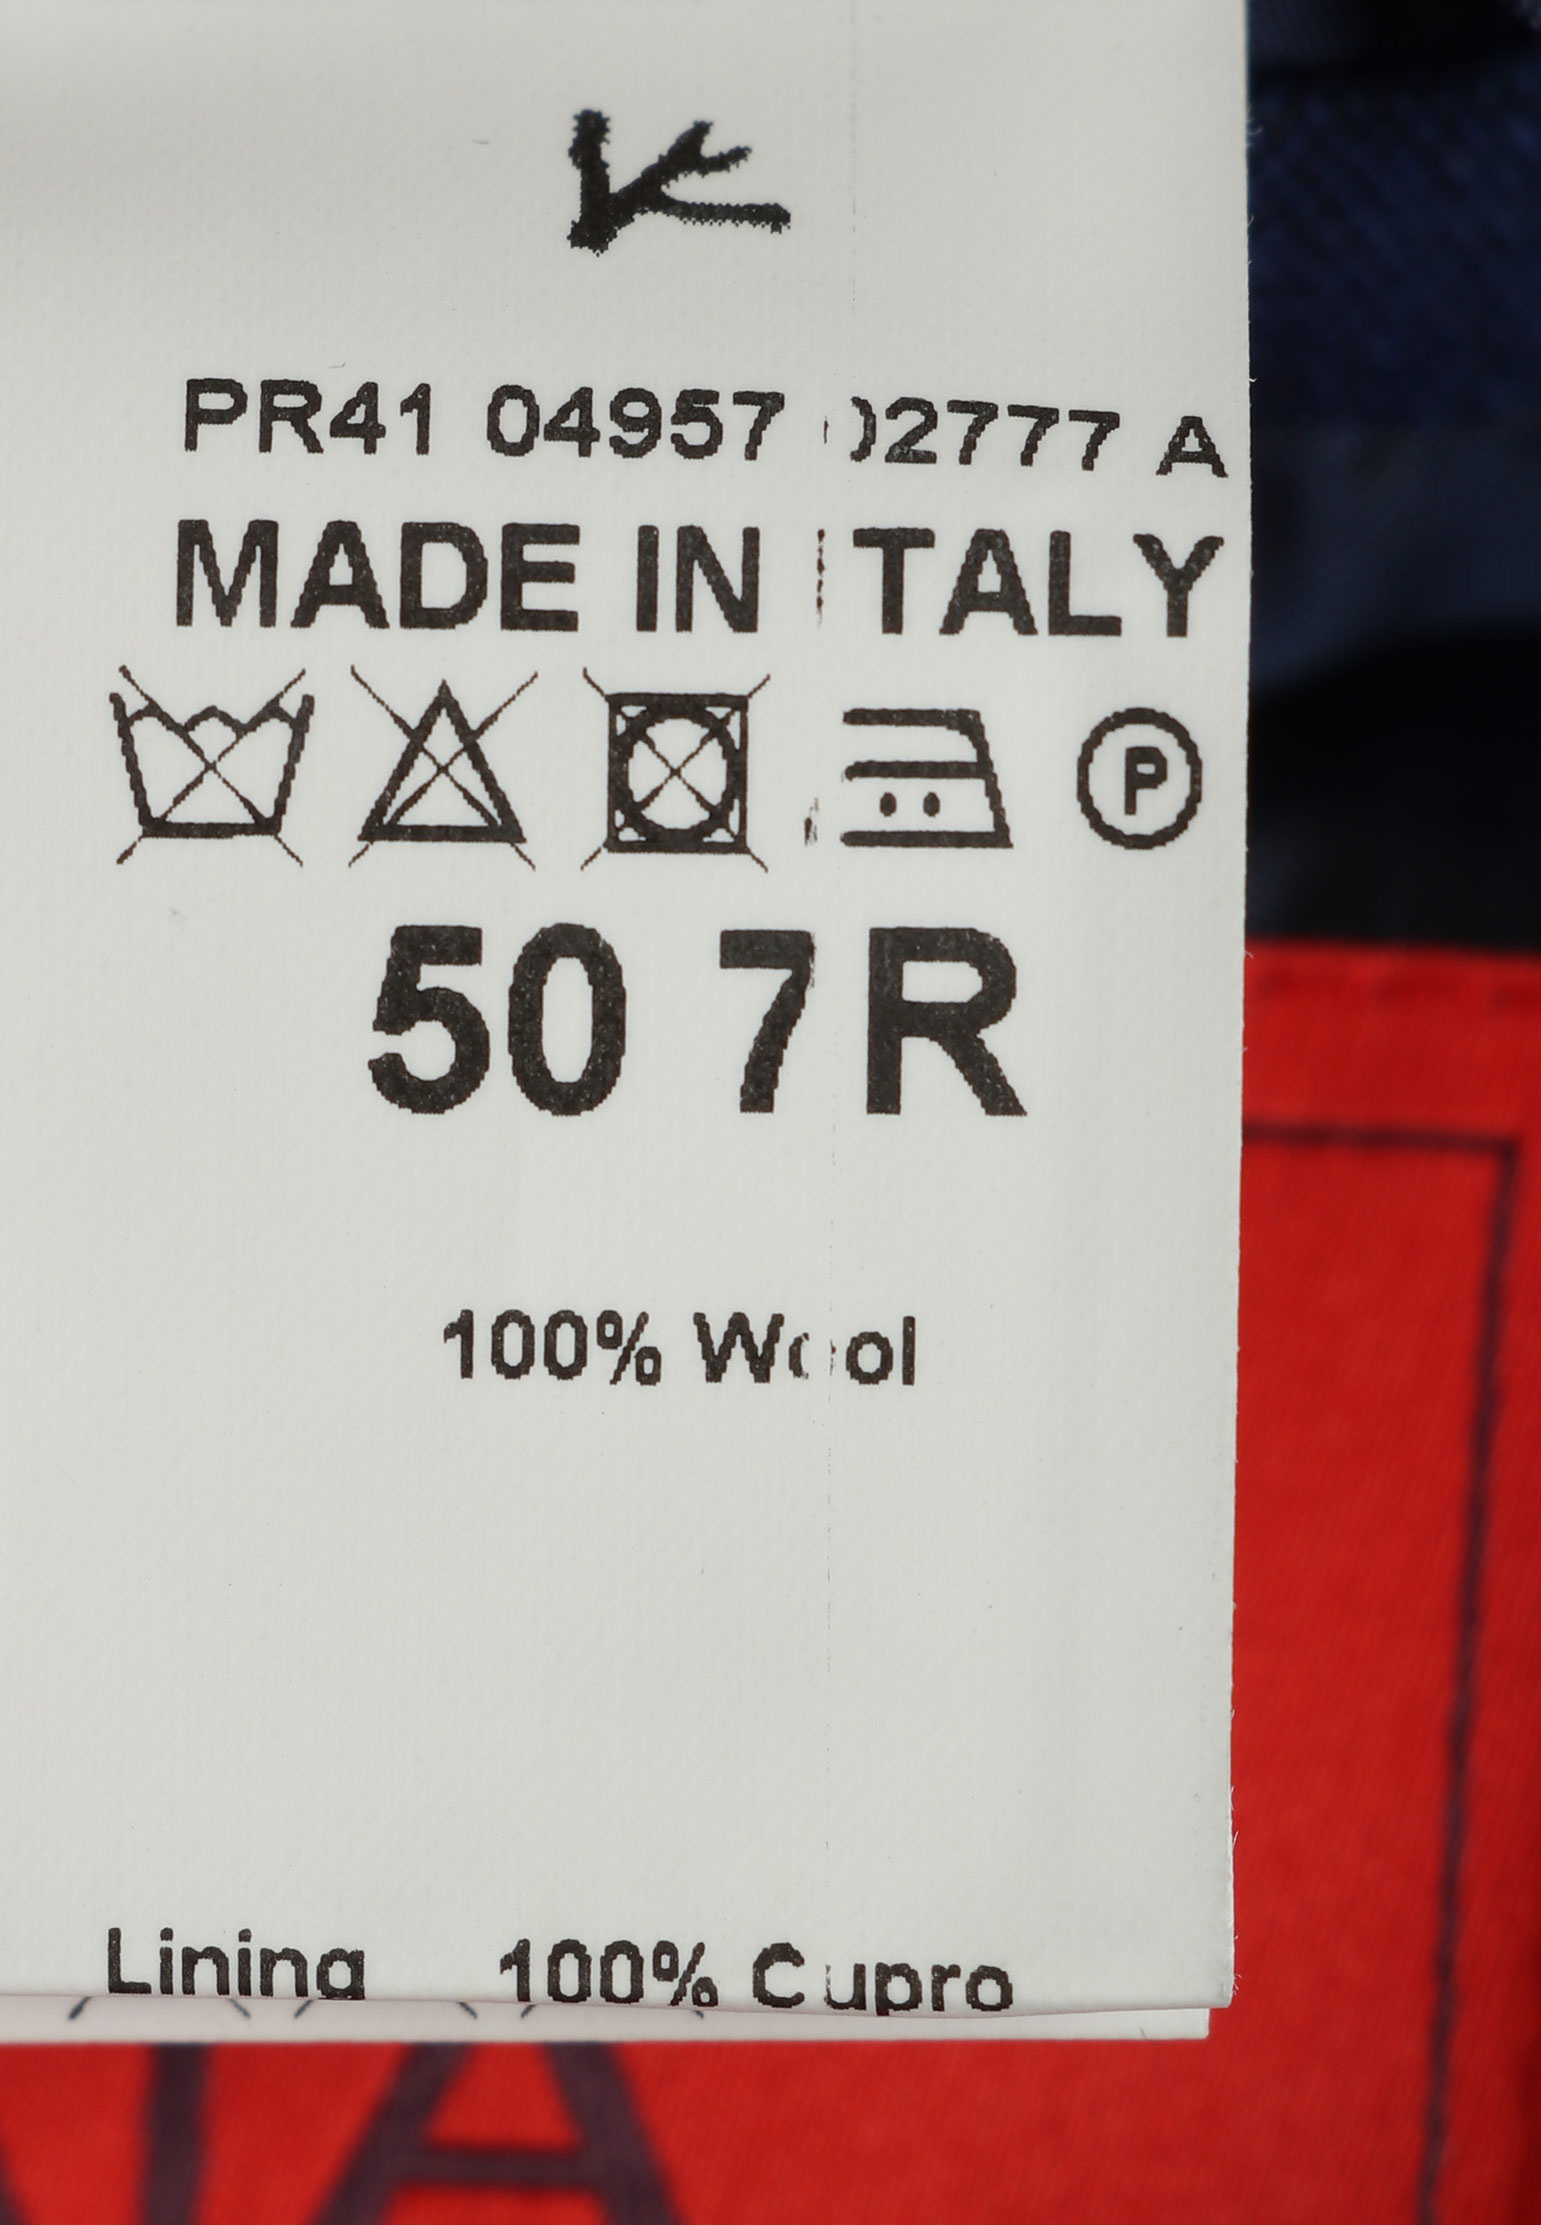 PR41 04957 02777 A
MADE IN ITALY
P
50 7R
100% Wool
Lining 100% Cupro